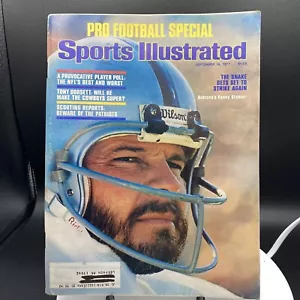 PRO FOOTBALL SPECIAL
Sports Illustrated
A PROVOCATIVE PLAYER POLL:
THE NFL'S BEST AND WORST
TONY DORSETT: WILL HE
MAKE THE COWBOYS SUPER?
SCOUTING REPORTS:
BEWARE OF THE PATRIOTS
THE SNAKE
GETS SET TO
STRIKE AGAIN
Oakland's Kenny Stabler
Wilson